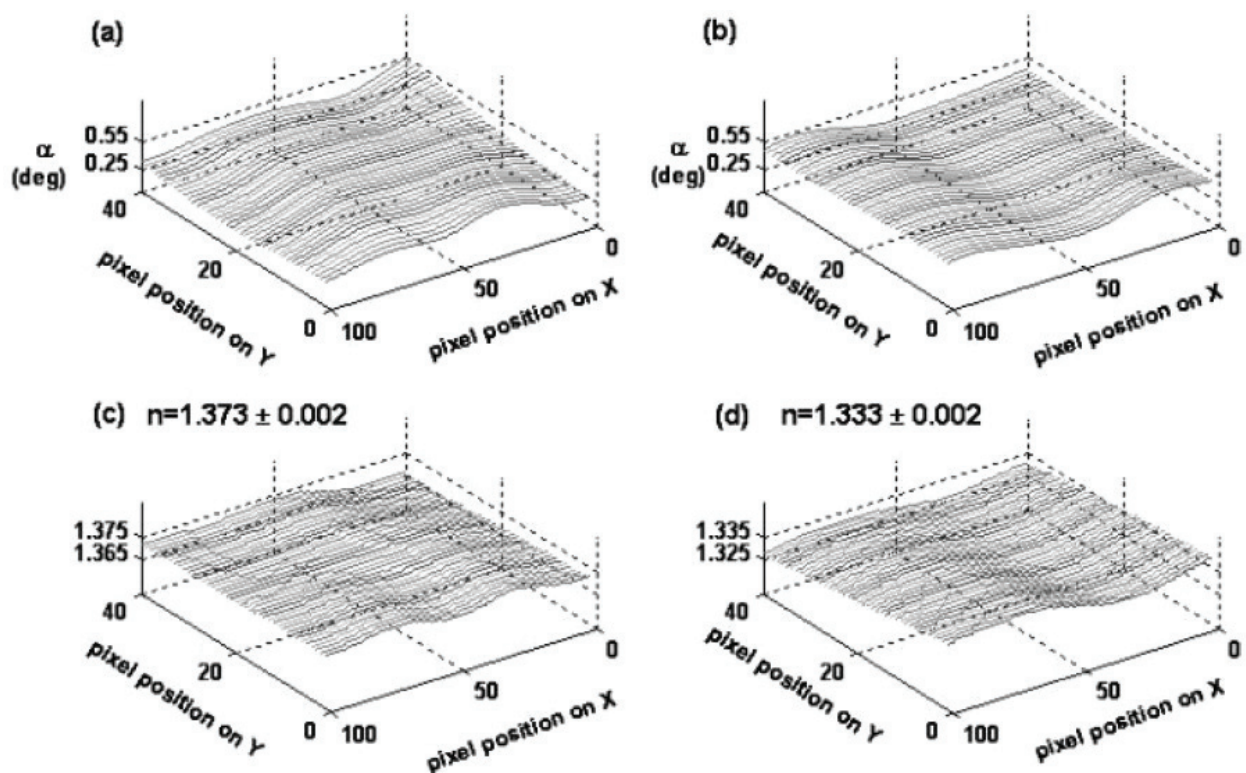 (a)
0.55
α
0.25
(deg)
40
20
0
pixel position on Y
100
50
0
pixel position on X
(b)
0.55
α
0.25
(deg)
40
20
0
pixel position on Y
100
50
0
pixel position on X
(c) n=1.373 ± 0.002
1.375
1.365
40
20
0
pixel position on Y
100
50
0
pixel position on X
(d) n=1.333 ± 0.002
1.335
1.325
40
20
0
pixel position on Y
100
50
0
pixel position on X